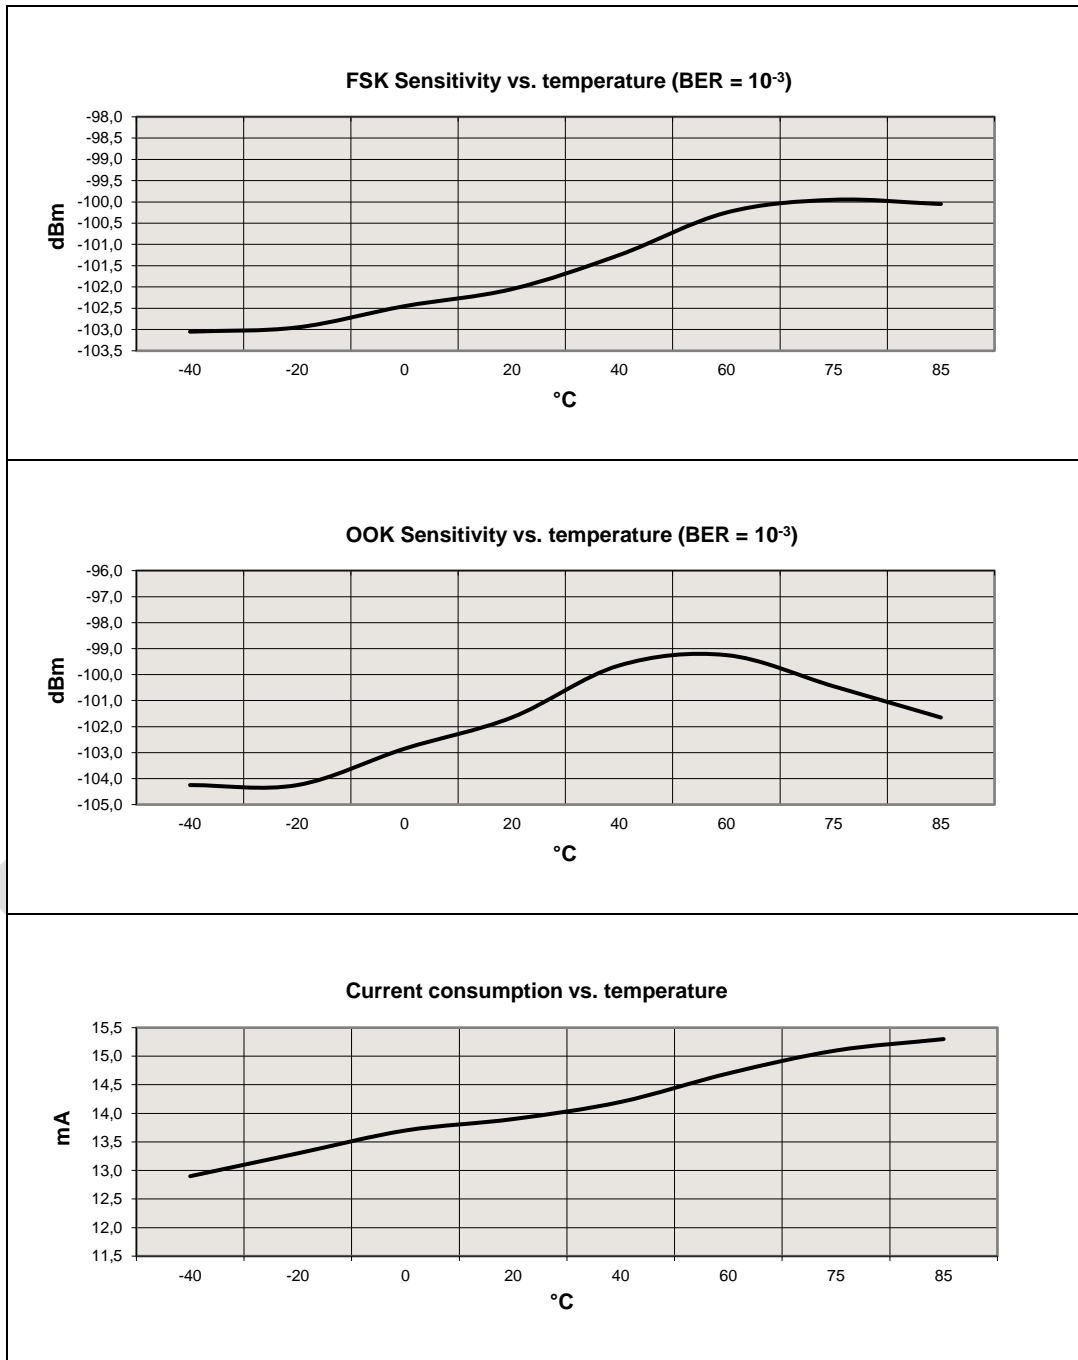 FSK Sensitivity vs. temperature (BER = 10-3)
-98,0
-98,5
-99,0
-99,5
-100,0
-100,5
-101,0
-101,5
-102,0
-102,5
-103,0
-103,5
dBm
-40 -20 0 20 40 60 75 85
°C
OOK Sensitivity vs. temperature (BER = 10-3)
-96,0
-97,0
-98,0
-99,0
-100,0
-101,0
-102,0
-103,0
-104,0
-105,0
dBm
-40 -20 0 20 40 60 75 85
°C
Current consumption vs. temperature
15,5
15,0
14,5
14,0
13,5
13,0
12,5
12,0
11,5
mA
-40 -20 0 20 40 60 75 85
°C